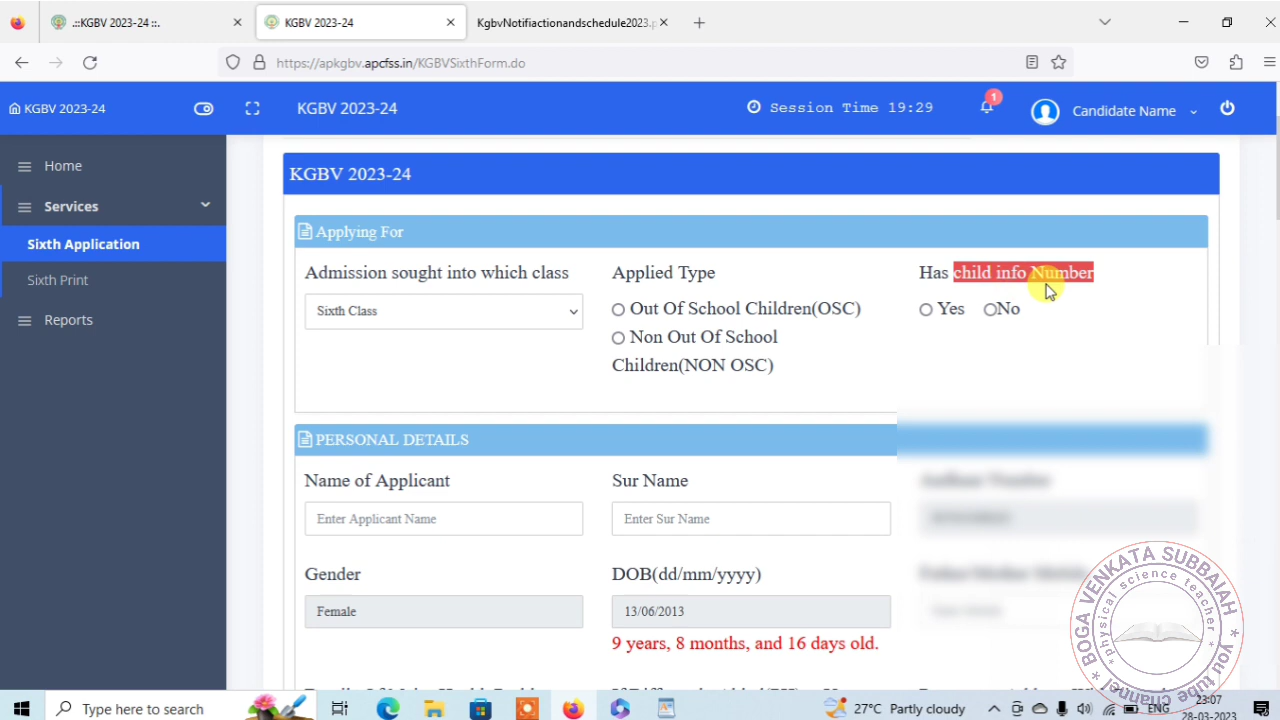 .::KGBV 2023-24 ::.
KGBV 2023-24
KgbvNotifiactionandschedule2023.p
https://apkgbv.apcfss.in/KGBVSixthForm.do
KGBV 2023-24
KGBV 2023-24
Session Time 19:29
1
Candidate Name
Home
Services
Sixth Application
Sixth Print
Reports
KGBV 2023-24
Applying For
Admission sought into which class
Applied Type
Has child info Number
Sixth Class
Out Of School Children(OSC)
Yes No
Non Out Of School
Children(NON OSC)
PERSONAL DETAILS
Name of Applicant
Sur Name
Enter Applicant Name
Enter Sur Name
Gender
DOB(dd/mm/yyyy)
Female
13/06/2013
9 years, 8 months, and 16 days old.
BOGA VENKATA SUBBAIAH
physical science teacher
* You tube channel *
Type here to search
27°C Partly cloudy
ENG
23:07
28-03-2023